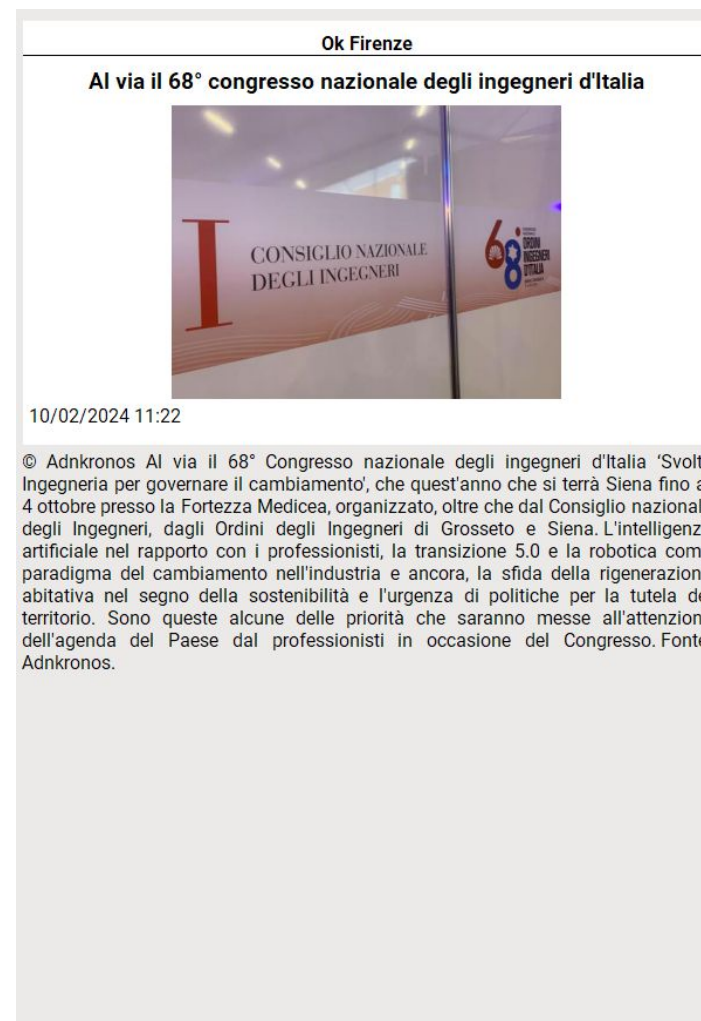 Ok Firenze
Al via il 68° congresso nazionale degli ingegneri d'Italia
I
CONSIGLIO NAZIONALE
DEGLI INGEGNERI
68°
ORDINI
INGEGNERI
D'ITALIA
10/02/2024 11:22
© Adnkronos Al via il 68° Congresso nazionale degli ingegneri d'Italia ‘Svolt
Ingegneria per governare il cambiamento', che quest'anno che si terrà Siena fino a
4 ottobre presso la Fortezza Medicea, organizzato, oltre che dal Consiglio nazional
degli Ingegneri, dagli Ordini degli Ingegneri di Grosseto e Siena. L'intelligenz
artificiale nel rapporto con i professionisti, la transizione 5.0 e la robotica com
paradigma del cambiamento nell'industria e ancora, la sfida della rigenerazion
abitativa nel segno della sostenibilità e l'urgenza di politiche per la tutela de
territorio. Sono queste alcune delle priorità che saranno messe all'attenzion
dell'agenda del Paese dal professionisti in occasione del Congresso. Fonte
Adnkronos.